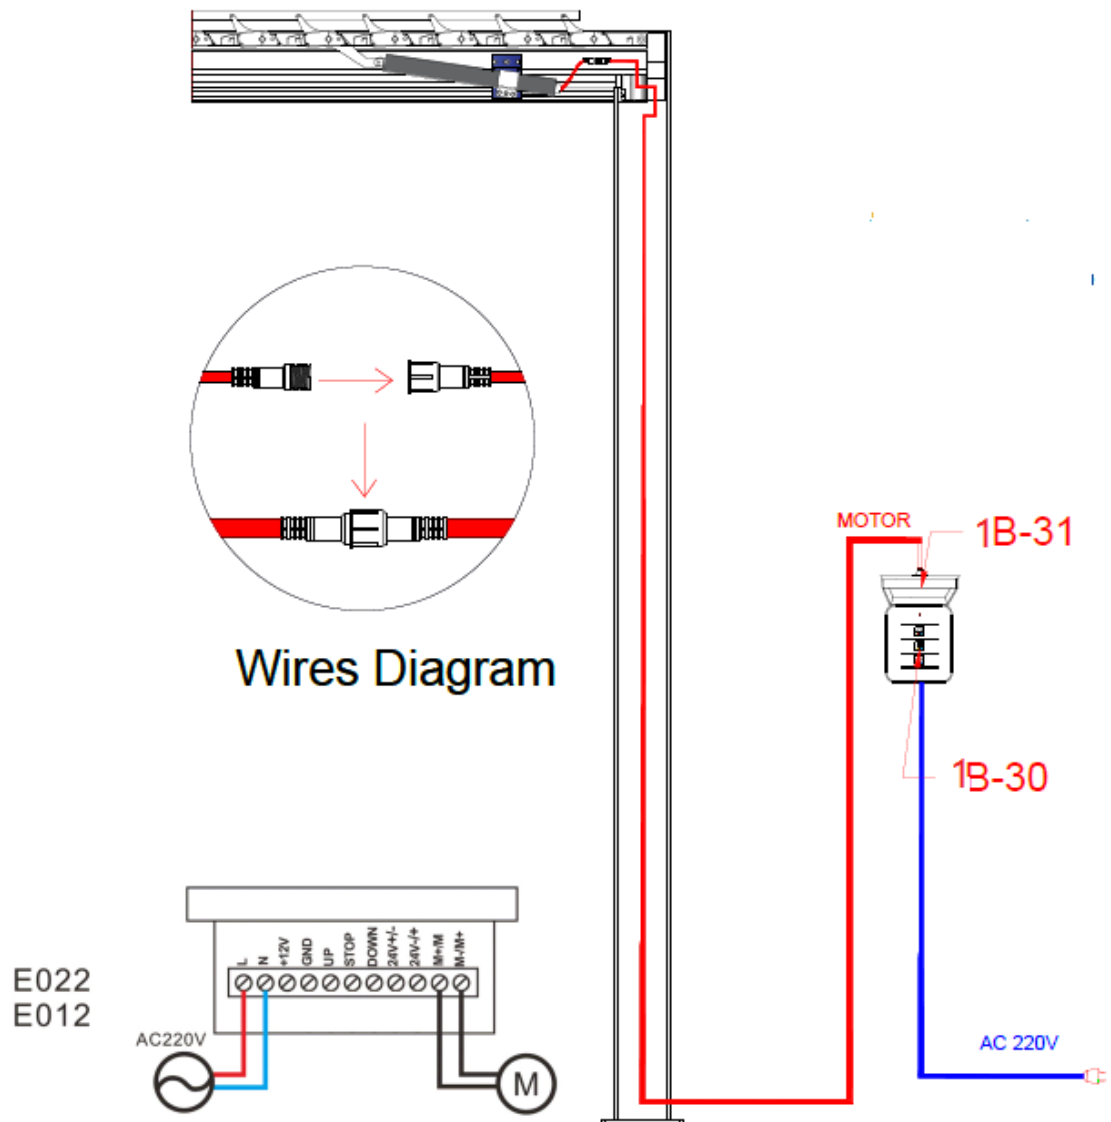 MOTOR
1B-31
Wires Diagram
1B-30
L
N
+12V
GND
UP
STOP
DOWN
24V+/-
24V-/+
M+/M
M-/M+
E022
E012
AC220V
M
AC 220V